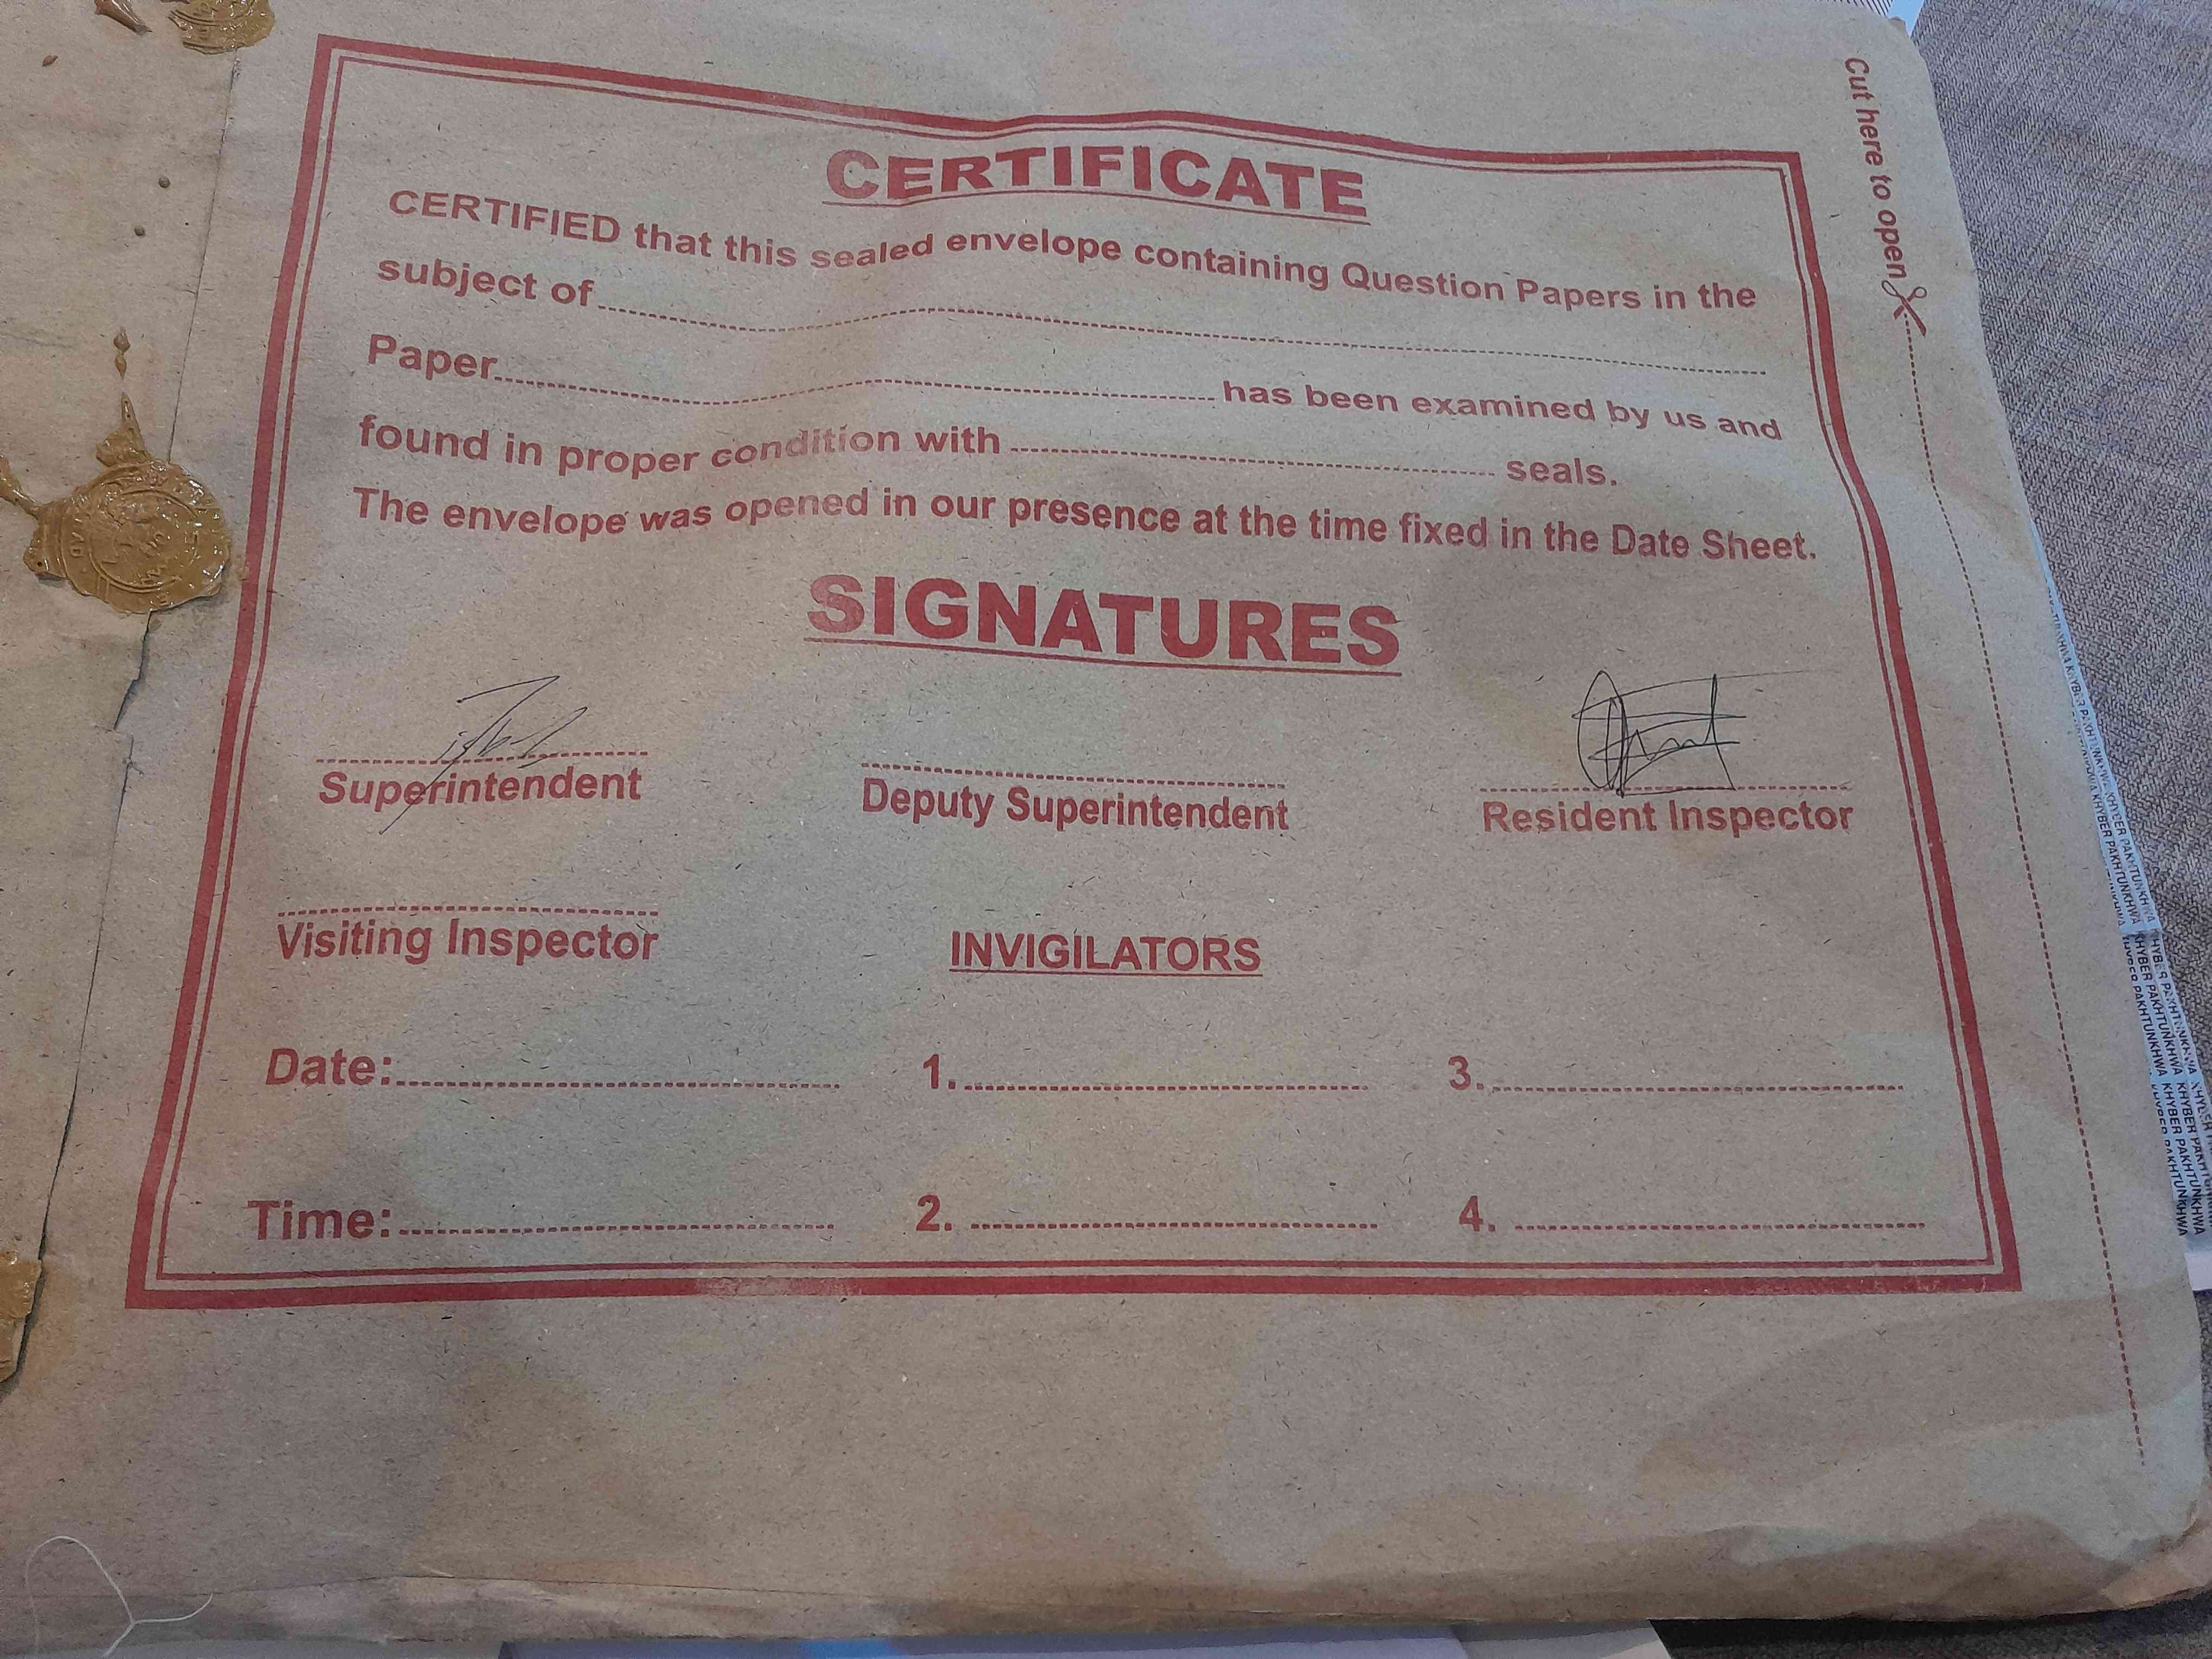 Cut here to open
CERTIFICATE
CERTIFIED that this sealed envelope containing Question Papers in the
subject of
Paper has been examined by us and
found in proper condition with seals.
The envelope was opened in our presence at the time fixed in the Date Sheet.
SIGNATURES
Superintendent
Deputy Superintendent
Resident Inspector
Visiting Inspector
INVIGILATORS
Date:
1.
3.
Time:
2.
4.
KHYBER PAKHTUNKHWA KHYBER PAKHTUNKHWA